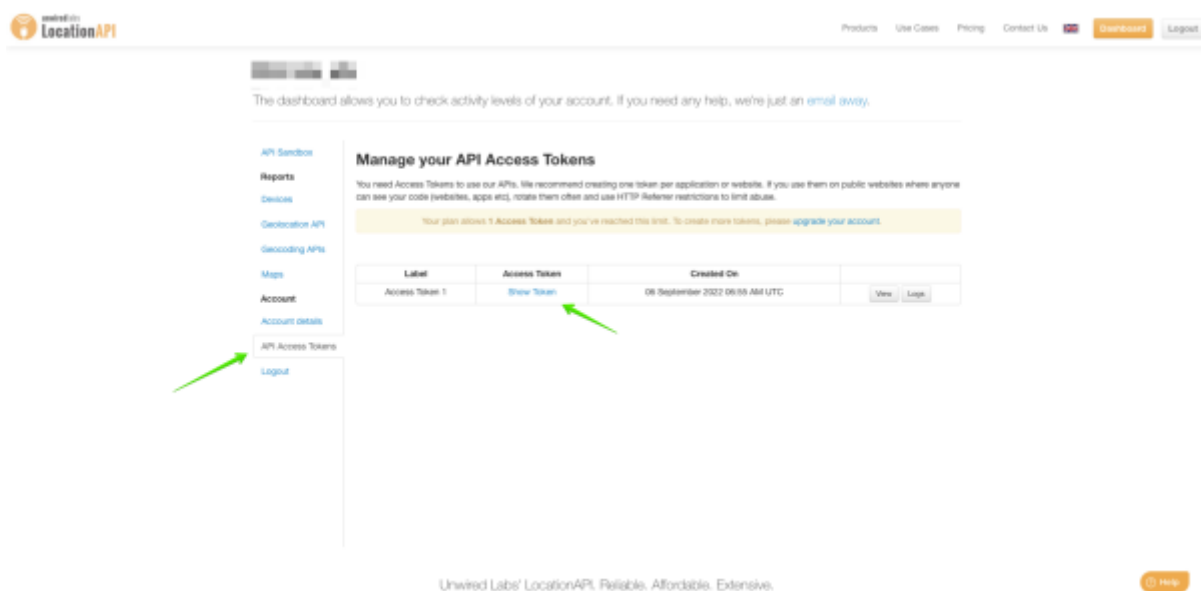 unwiredlabs
LocationAPI
Products Use Cases Pricing Contact Us Dashboard Logout
The dashboard allows you to check activity levels of your account. If you need any help, we're just an email away.
API Sandbox
Reports
Devices
Geolocation API
Geocoding APIs
Maps
Account
Account details
API Access Tokens
Logout
Manage your API Access Tokens
You need Access Tokens to use our APIs. We recommend creating one token per application or website. If you use them on public websites where anyone
can see your code (websites, apps etc), rotate them often and use HTTP Referrer restrictions to limit abuse.
Your plan allows 1 Access Token and you've reached this limit. To create more tokens, please upgrade your account.
Label Access Token Created On
Access Token 1 Show Token 06 September 2022 06:55 AM UTC View Logs
Unwired Labs' LocationAPI. Reliable. Affordable. Extensive.
Help